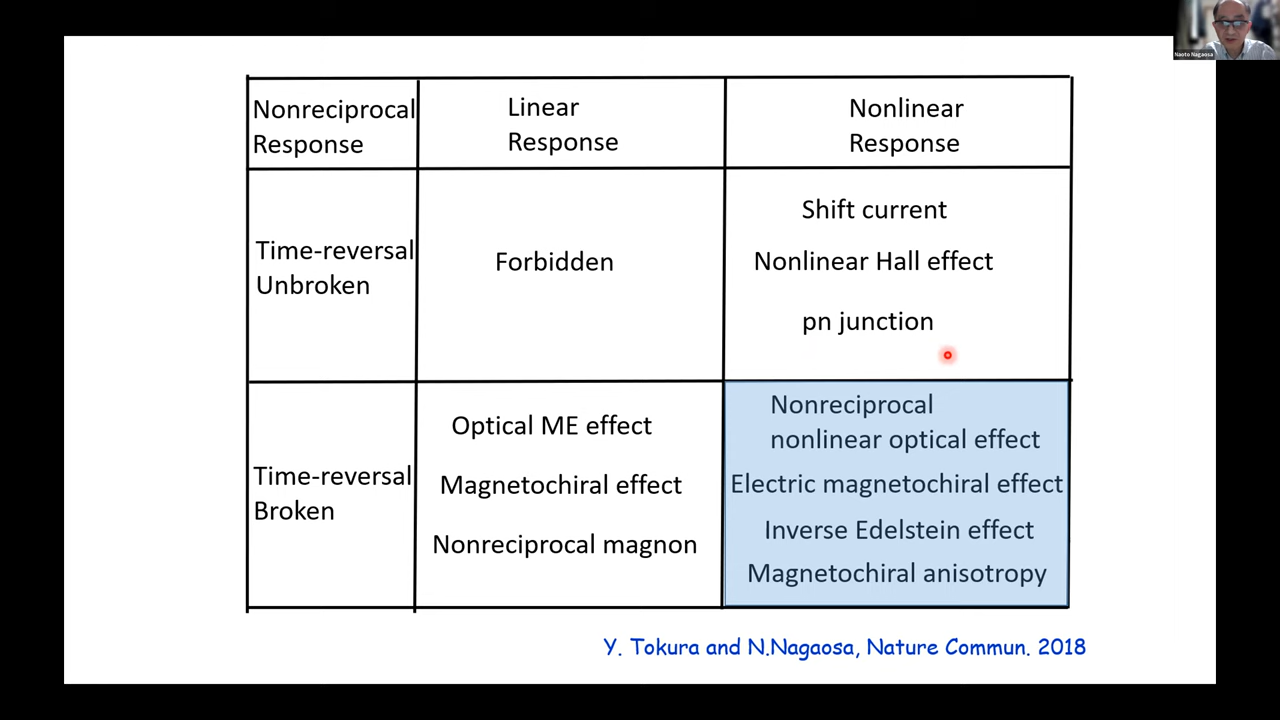 Naoto Nagaosa
Nonreciprocal
Response
Linear
Response
Nonlinear
Response
Time-reversal
Unbroken
Forbidden
Shift current
Nonlinear Hall effect
pn junction
Time-reversal
Broken
Optical ME effect
Magnetochiral effect
Nonreciprocal magnon
Nonreciprocal
nonlinear optical effect
Electric magnetochiral effect
Inverse Edelstein effect
Magnetochiral anisotropy
Y. Tokura and N.Nagaosa, Nature Commun. 2018